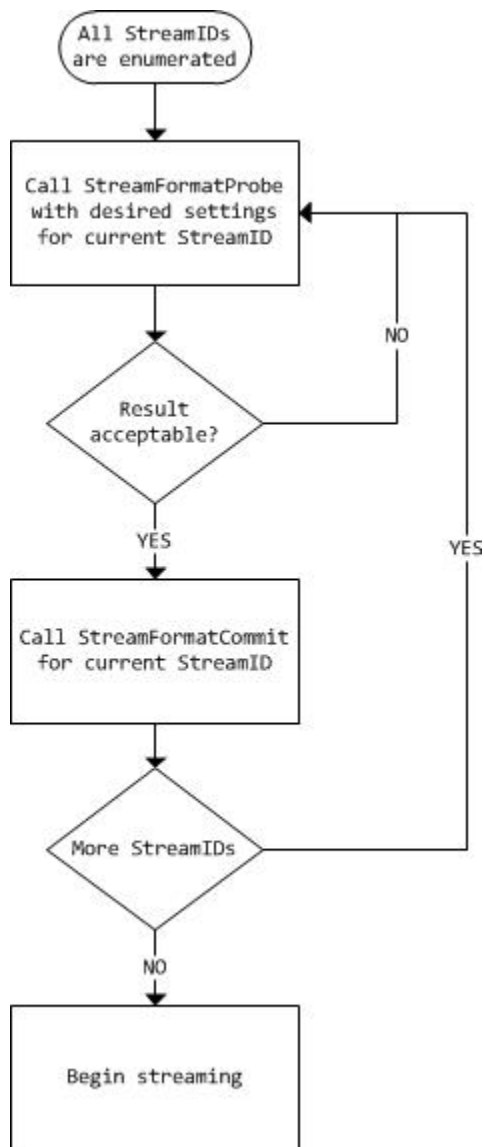 All StreamIDs
are enumerated
Call StreamFormatProbe
with desired settings
for current StreamID
NO
Result
acceptable?
YES
YES
Call StreamFormatCommit
for current StreamID
More StreamIDs
NO
Begin streaming